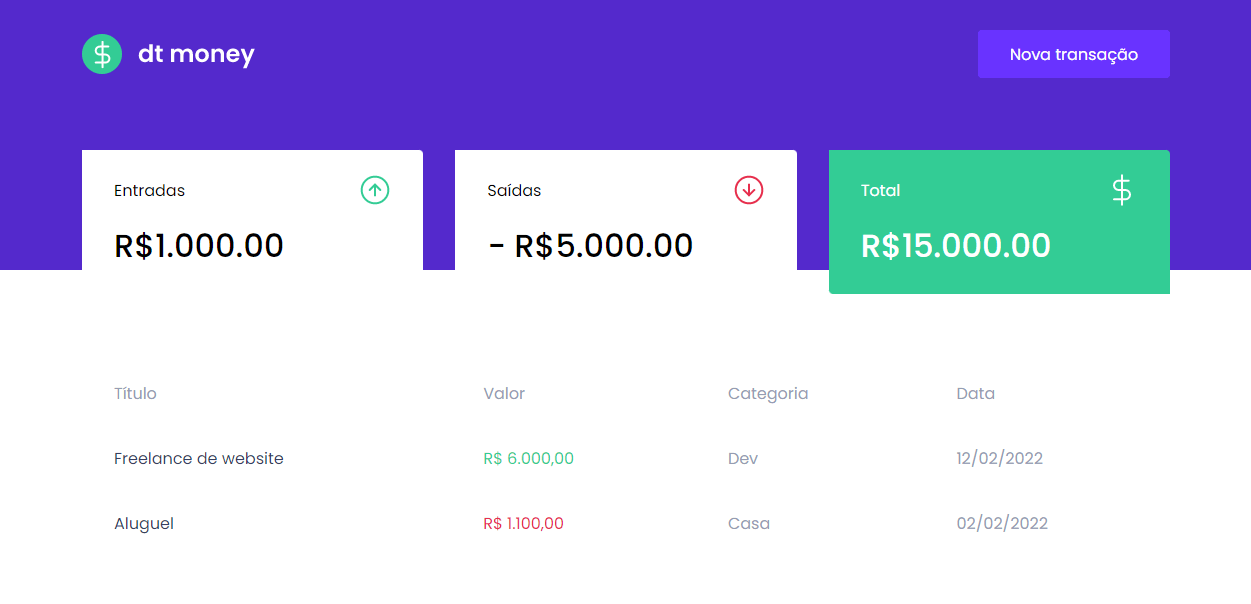 dt money
Nova transação
Entradas
R$1.000.00
Saídas
- R$5.000.00
Total
R$15.000.00
Título Valor Categoria Data
Freelance de website R$ 6.000,00 Dev 12/02/2022
Aluguel R$ 1.100,00 Casa 02/02/2022